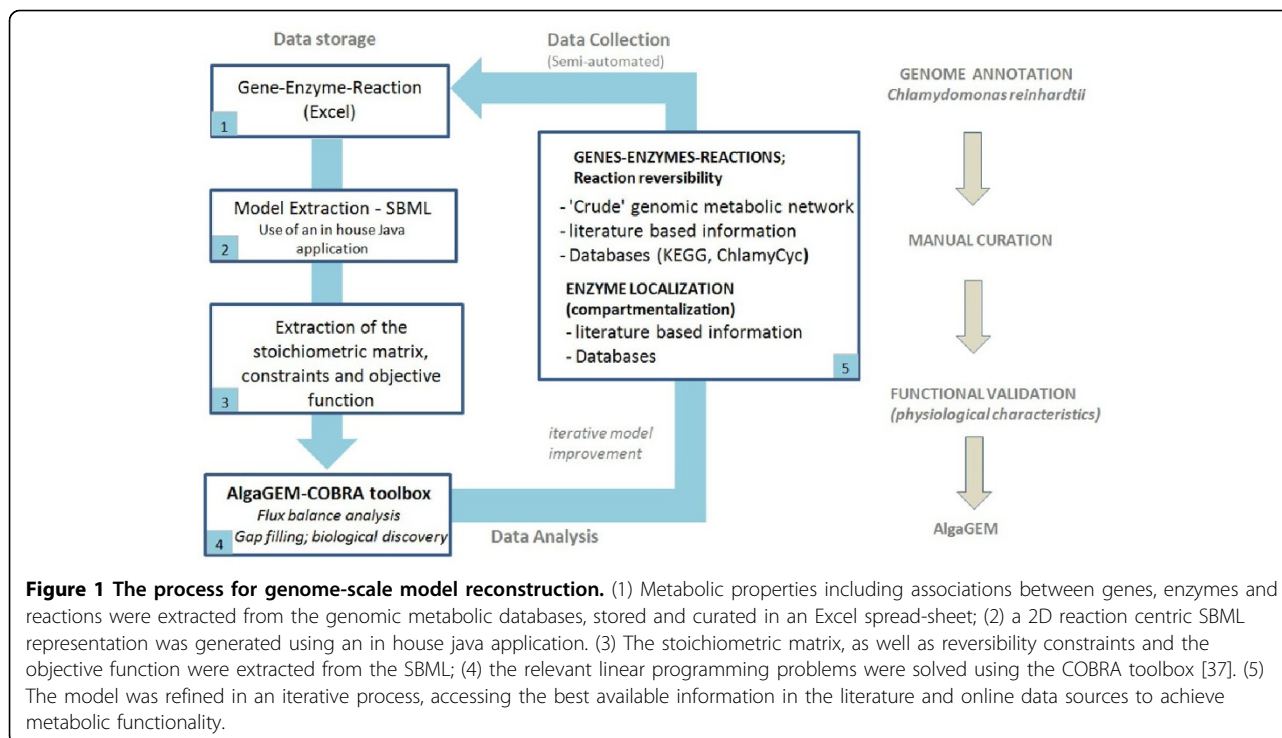 Data storage
Data Collection
(Semi-automated)
Gene-Enzyme-Reaction
(Excel)
1
Model Extraction - SBML
Use of an in house Java
application
2
Extraction of the
stoichiometric matrix,
constraints and objective
function
3
AlgaGEM-COBRA toolbox
Flux balance analysis
Gap filling; biological discovery
4
Data Analysis
iterative model
improvement
GENES-ENZYMES-REACTIONS;
Reaction reversibility
- 'Crude' genomic metabolic network
- literature based information
- Databases (KEGG, ChlamyCyc)
ENZYME LOCALIZATION
(compartmentalization)
- literature based information
- Databases
5
GENOME ANNOTATION
Chlamydomonas reinhardtii
MANUAL CURATION
FUNCTIONAL VALIDATION
(physiological characteristics)
AlgaGEM
Figure 1 The process for genome-scale model reconstruction. (1) Metabolic properties including associations between genes, enzymes and
reactions were extracted from the genomic metabolic databases, stored and curated in an Excel spread-sheet; (2) a 2D reaction centric SBML
representation was generated using an in house java application. (3) The stoichiometric matrix, as well as reversibility constraints and the
objective function were extracted from the SBML; (4) the relevant linear programming problems were solved using the COBRA toolbox [37]. (5)
The model was refined in an iterative process, accessing the best available information in the literature and online data sources to achieve
metabolic functionality.